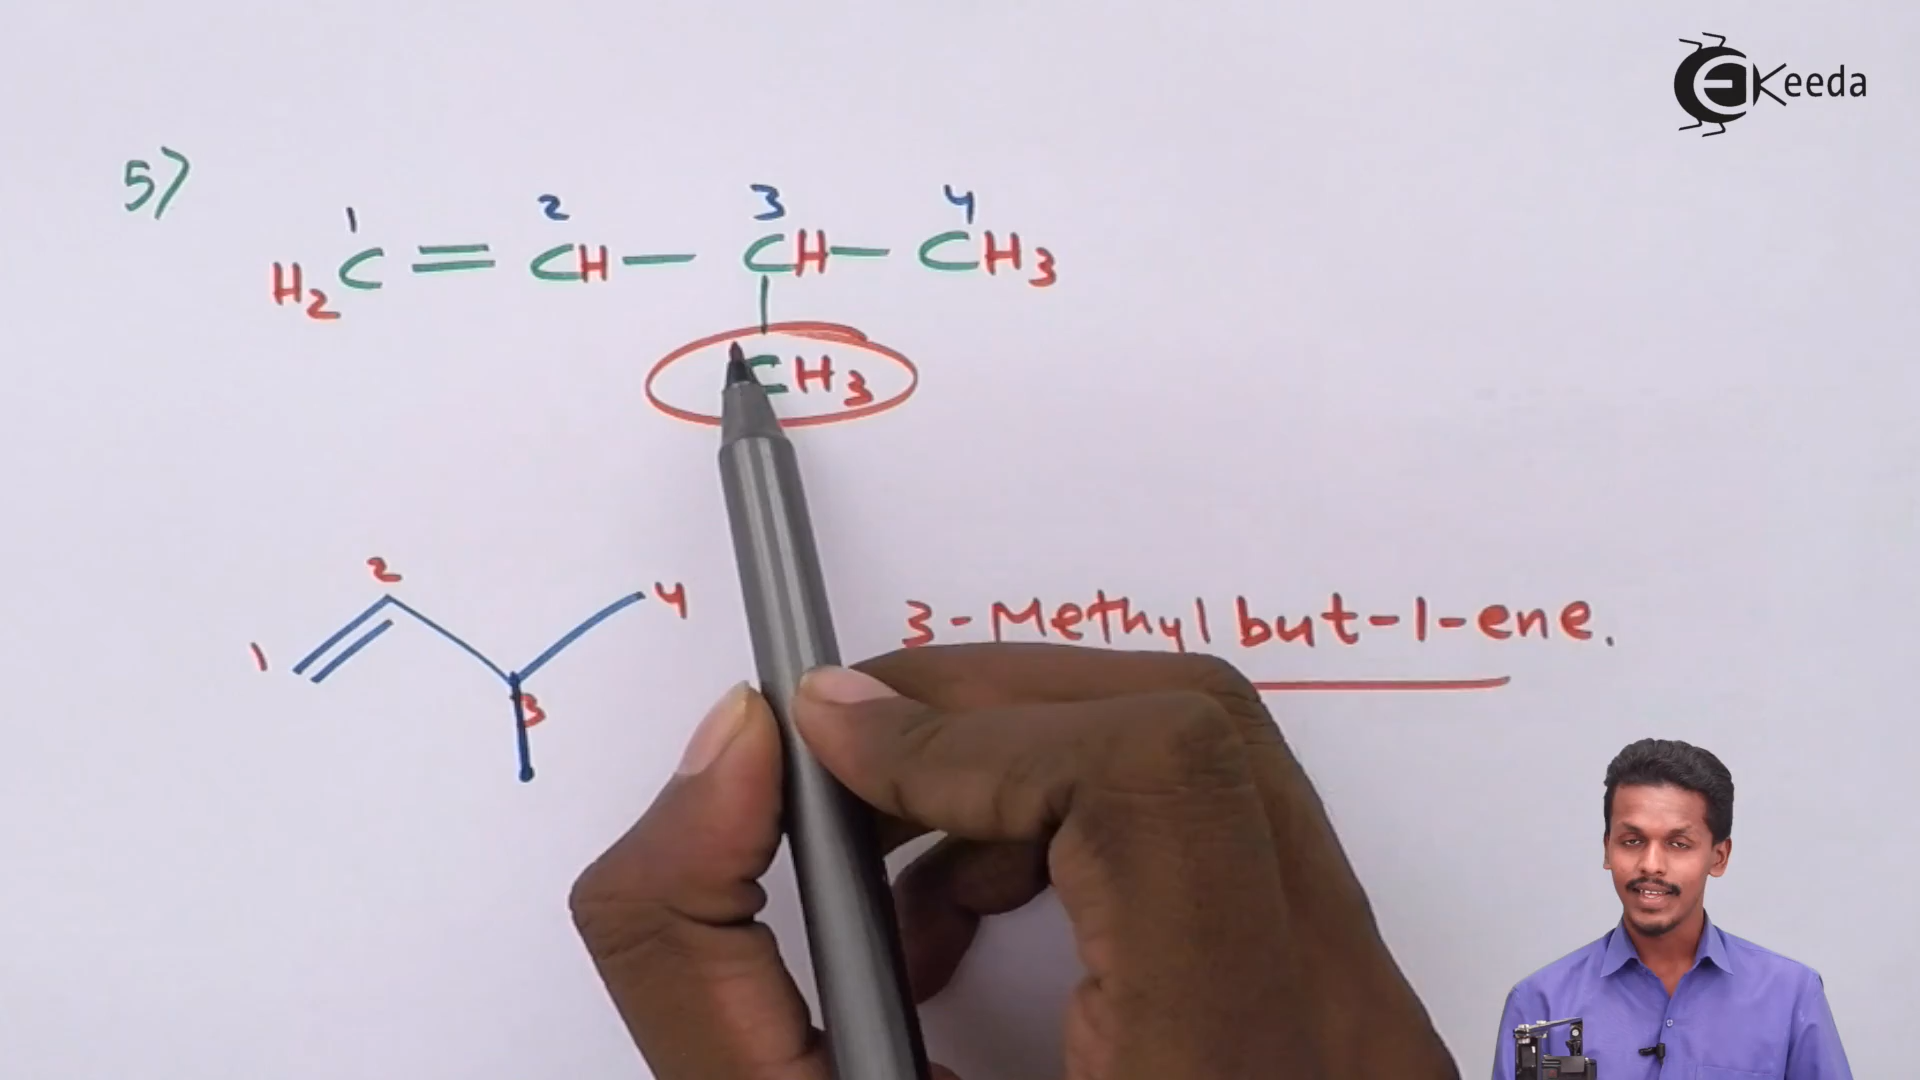 EKeeda
5)
1 2 3 4
H2C = CH — CH — CH3
CH3
2
4
1
3
3-Methyl but-1-ene.